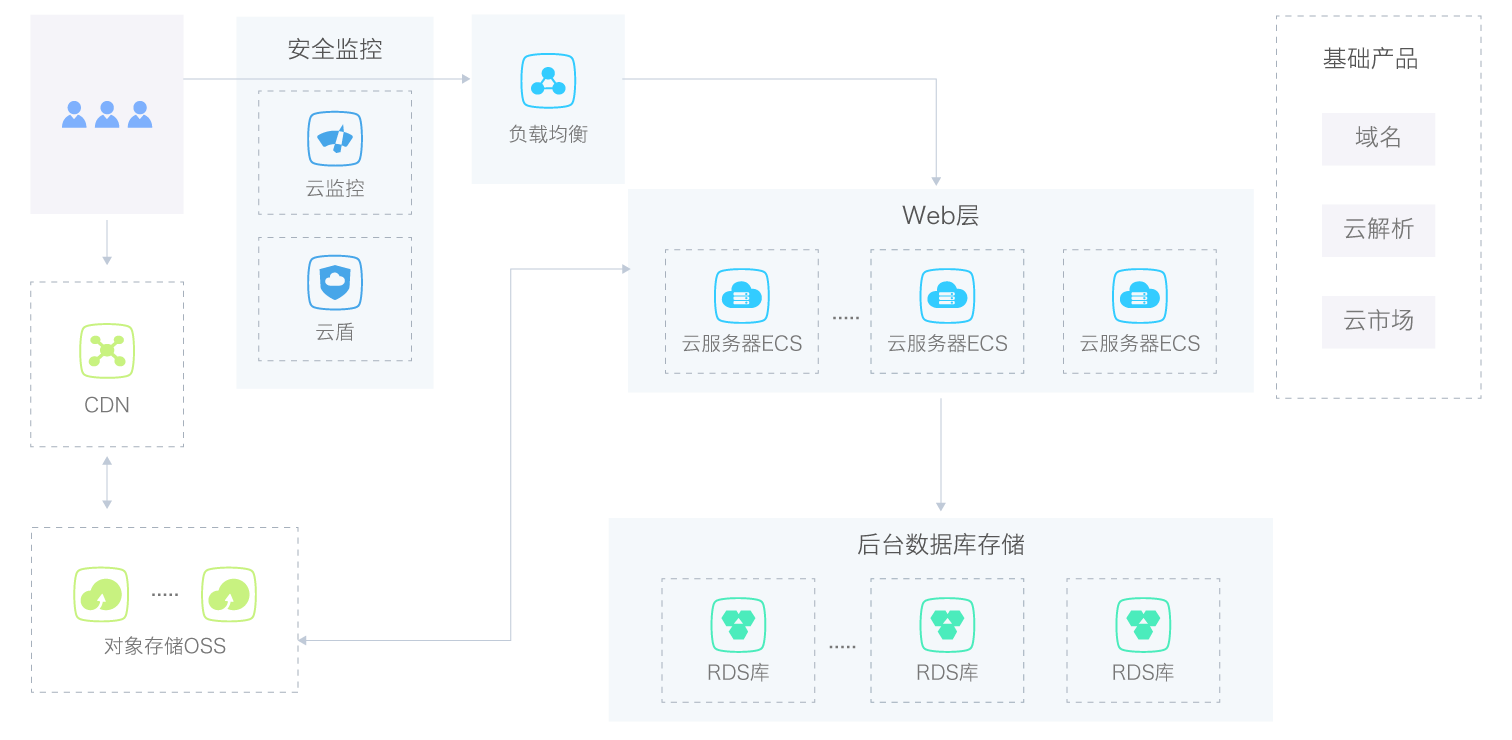 安全监控
云监控
云盾
负载均衡
CDN
.....
对象存储OSS
Web层
云服务器ECS
.....
云服务器ECS
云服务器ECS
后台数据库存储
RDS库
.....
RDS库
RDS库
基础产品
域名
云解析
云市场